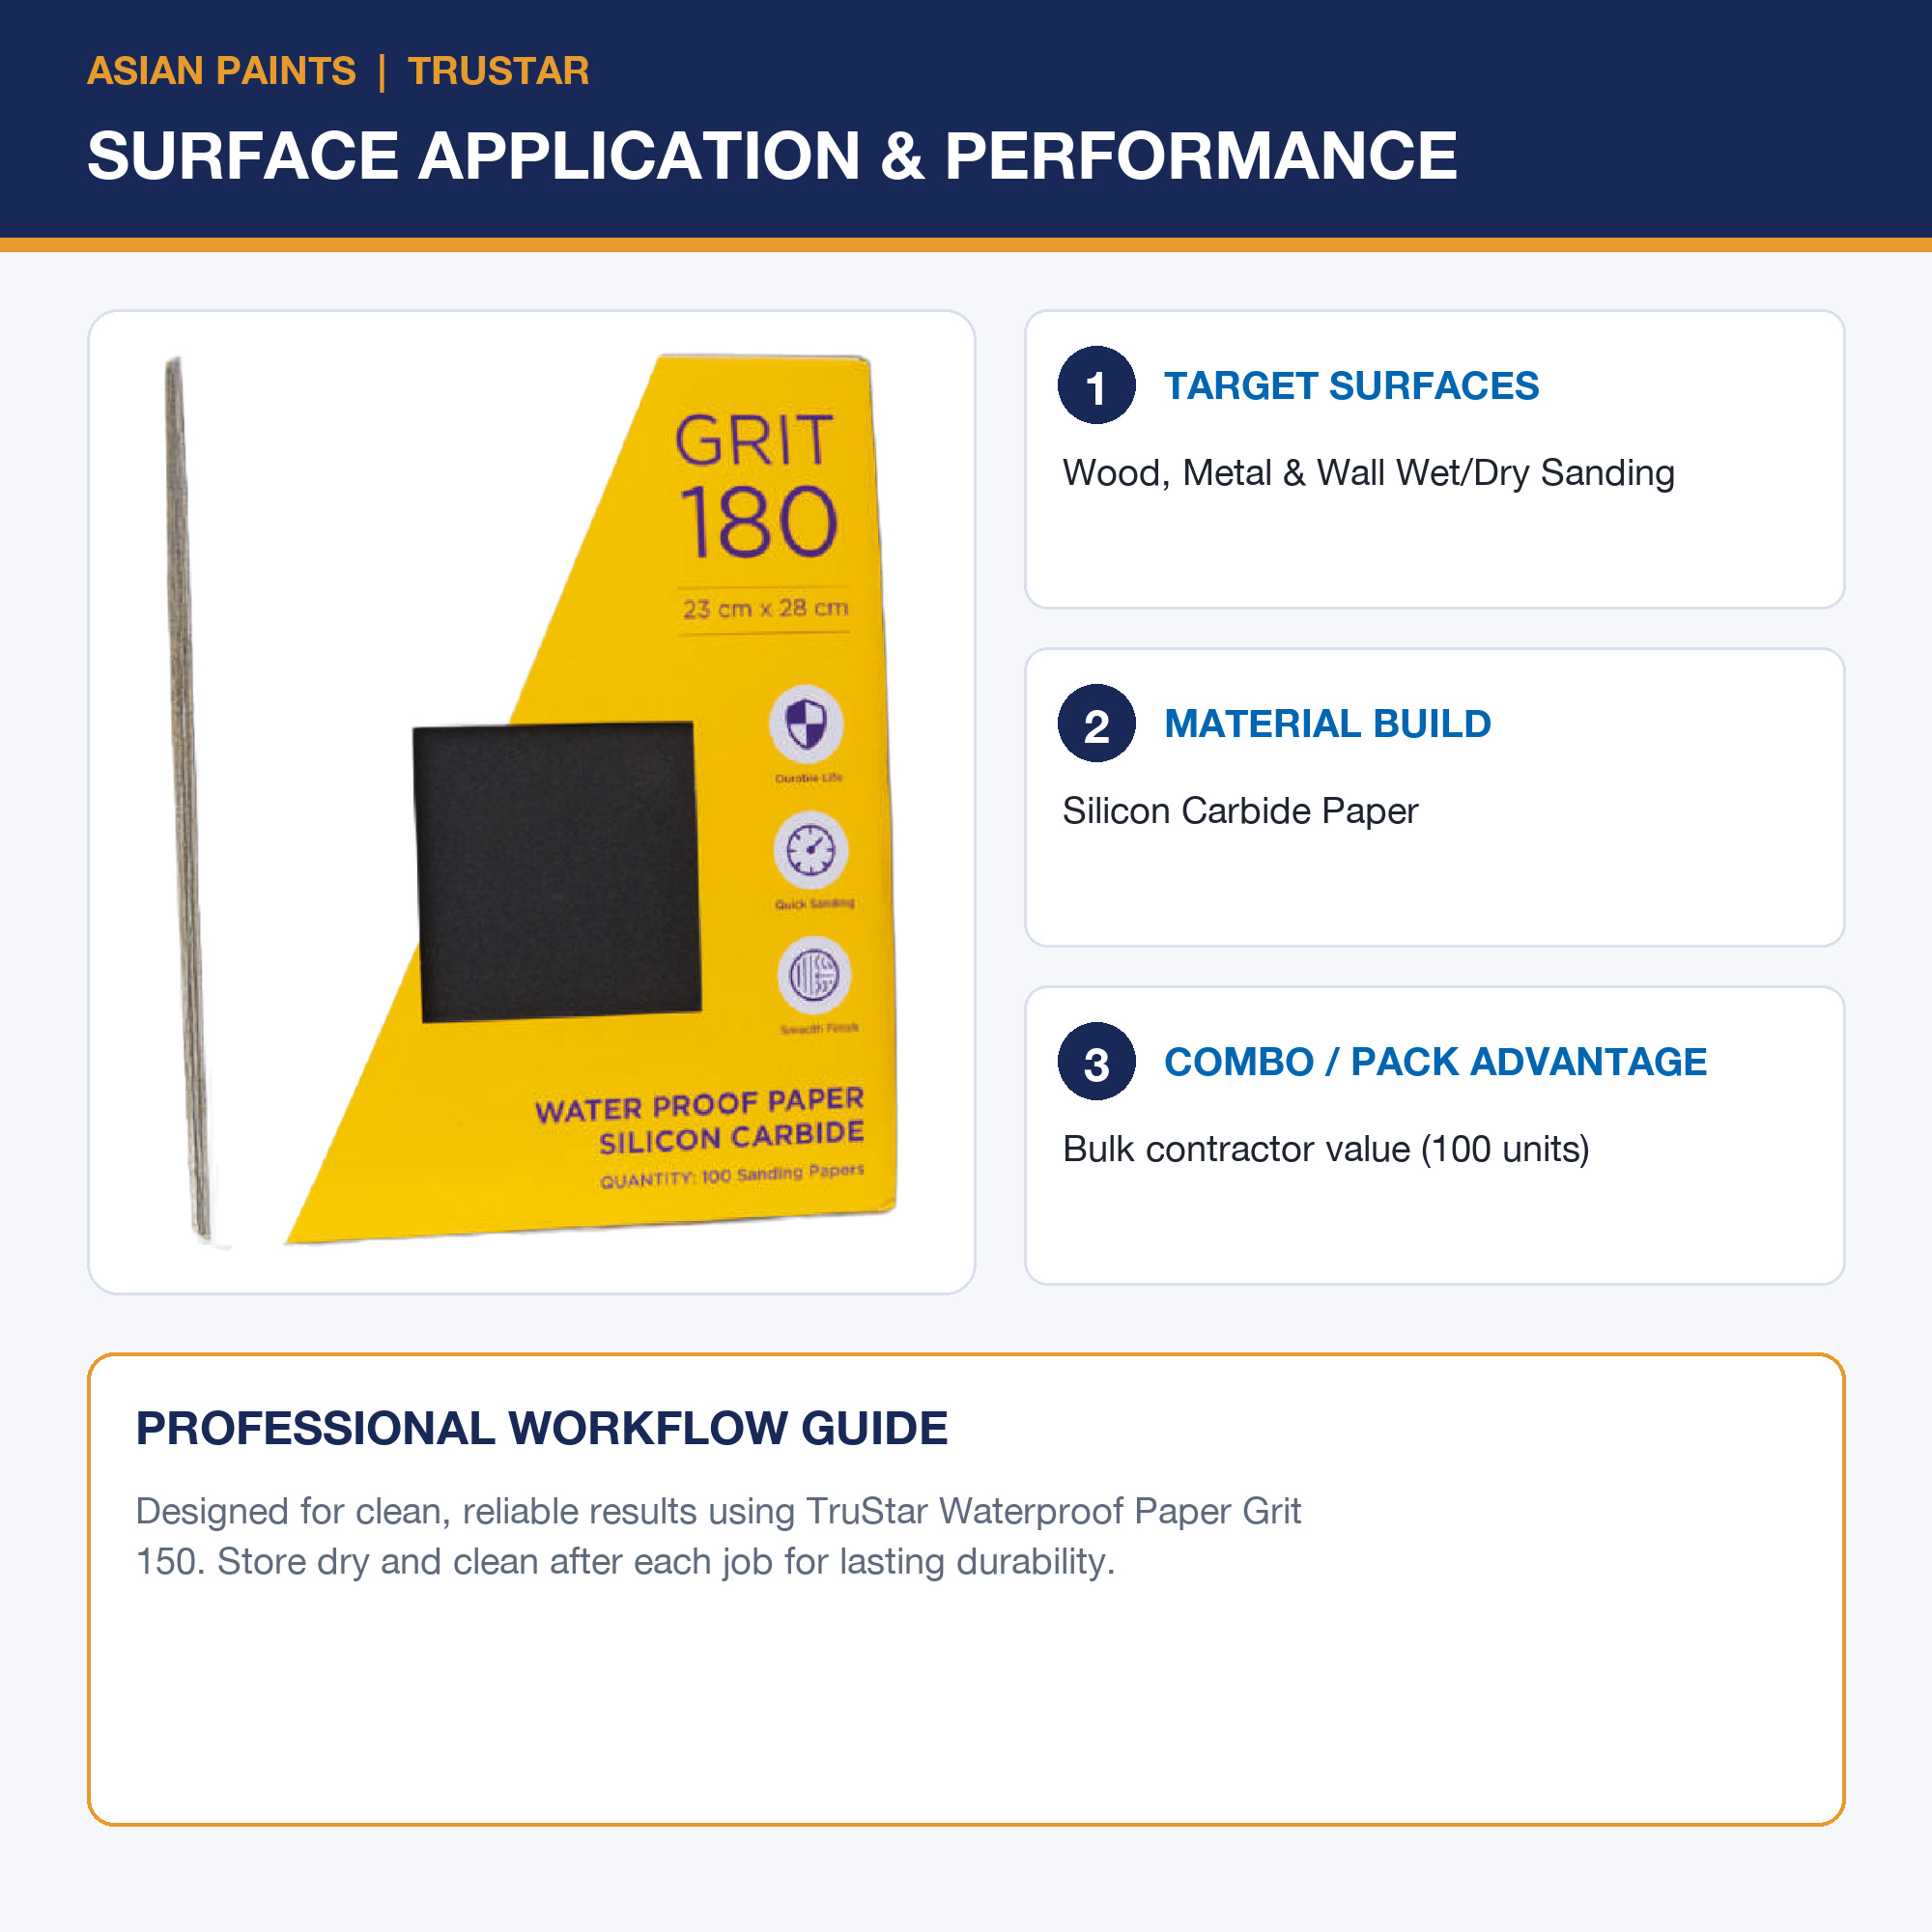 ASIAN PAINTS | TRUSTAR
SURFACE APPLICATION & PERFORMANCE
GRIT
180
23 cm x 28 cm
Durable Life
Quick Sanding
Smooth Finish
WATER PROOF PAPER
SILICON CARBIDE
QUANTITY: 100 Sanding Papers
1 TARGET SURFACES
Wood, Metal & Wall Wet/Dry Sanding
2 MATERIAL BUILD
Silicon Carbide Paper
3 COMBO / PACK ADVANTAGE
Bulk contractor value (100 units)
PROFESSIONAL WORKFLOW GUIDE
Designed for clean, reliable results using TruStar Waterproof Paper Grit
150. Store dry and clean after each job for lasting durability.